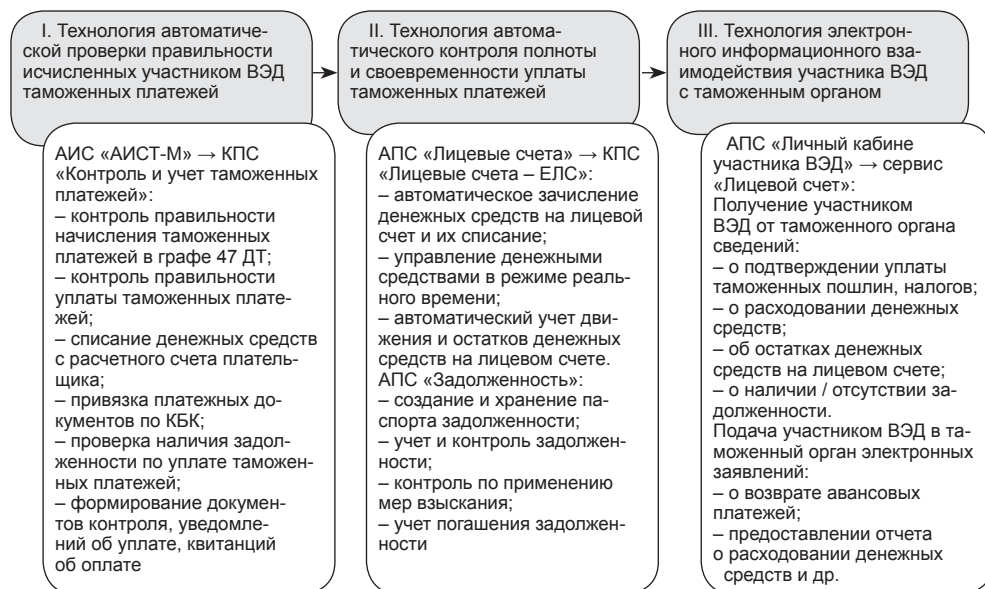 I. Технология автоматиче-
ской проверки правильности
исчисленных участником ВЭД
таможенных платежей
АИС «АИСТ-М» → КПС
«Контроль и учет таможенных
платежей»:
– контроль правильности
начисления таможенных
платежей в графе 47 ДТ;
– контроль правильности
уплаты таможенных плате-
жей;
– списание денежных средств
с расчетного счета платель-
щика;
– привязка платежных до-
кументов по КБК;
– проверка наличия задол-
женности по уплате таможен-
ных платежей;
– формирование докумен-
тов контроля, уведомле-
ний об уплате, квитанций
об оплате
II. Технология автома-
тического контроля полноты
и своевременности уплаты
таможенных платежей
АПС «Лицевые счета» → КПС
«Лицевые счета – ЕЛС»:
– автоматическое зачисление
денежных средств на лицевой
счет и их списание;
– управление денежными
средствами в режиме реаль-
ного времени;
– автоматический учет дви-
жения и остатков денежных
средств на лицевом счете.
АПС «Задолженность»:
– создание и хранение па-
спорта задолженности;
– учет и контроль задолжен-
ности;
– контроль по применению
мер взыскания;
– учет погашения задолжен-
ности
III. Технология электрон-
ного информационного вза-
имодействия участника ВЭД
с таможенным органом
АПС «Личный кабине
участника ВЭД» → сервис
«Лицевой счет»:
Получение участником
ВЭД от таможенного органа
сведений:
– о подтверждении уплаты
таможенных пошлин, налогов;
– о расходовании денежных
средств;
– об остатках денежных
средств на лицевом счете;
– о наличии / отсутствии за-
долженности.
Подача участником ВЭД в та-
моженный орган электронных
заявлений:
– о возврате авансовых
платежей;
– предоставлении отчета
о расходовании денежных
средств и др.